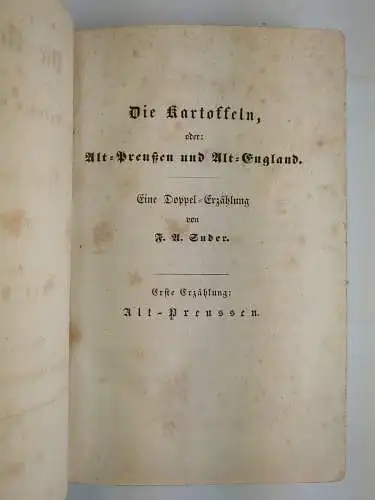 Die Kartoffeln,
oder:
Alt-Preußen und Alt-England.
Eine Doppel-Erzählung
von
F. A. Suder.
Erste Erzählung:
Alt-Preussen.